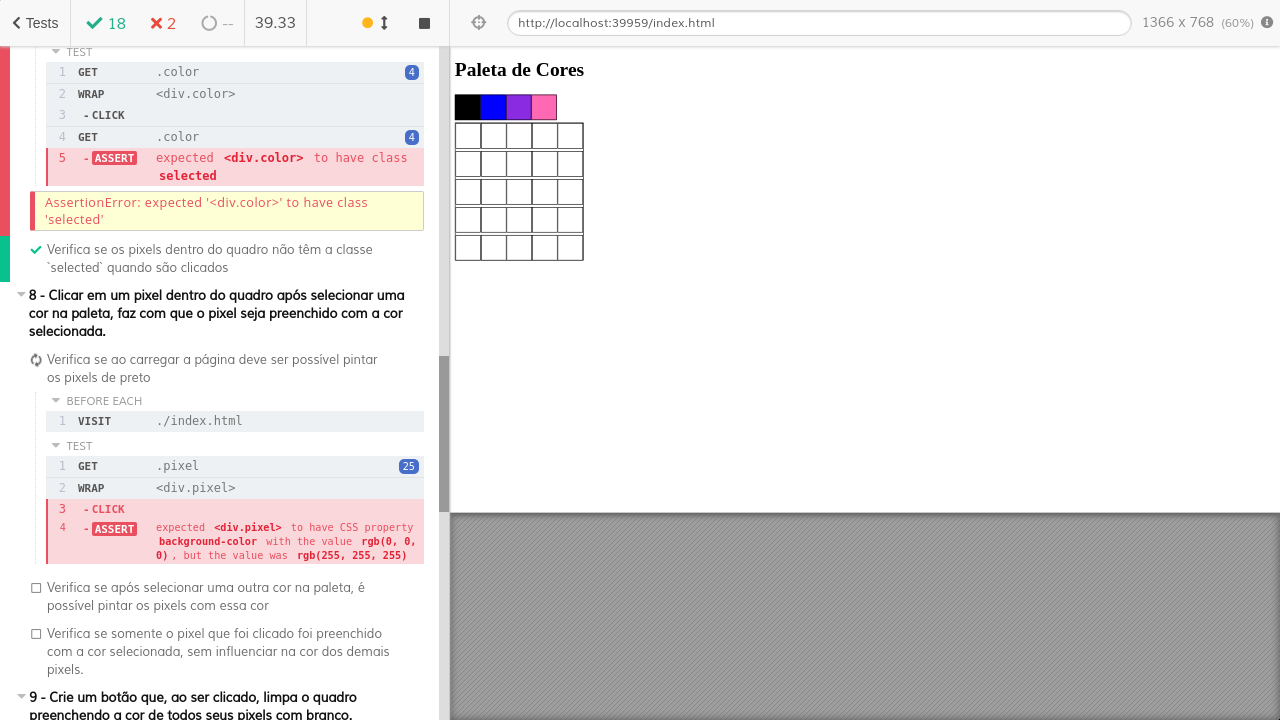 Tests 18 2 -- 39.33 http://localhost:39959/index.html 1366 x 768 (60%)
TEST
1 GET .color 4
2 WRAP <div.color>
3 - CLICK
4 GET .color 4
5 - ASSERT expected <div.color> to have class
selected
AssertionError: expected '<div.color>' to have class
'selected'
Verifica se os pixels dentro do quadro não têm a classe
`selected` quando são clicados
8 - Clicar em um pixel dentro do quadro após selecionar uma
cor na paleta, faz com que o pixel seja preenchido com a cor
selecionada.
Verifica se ao carregar a página deve ser possível pintar
os pixels de preto
BEFORE EACH
1 VISIT ./index.html
TEST
1 GET .pixel 25
2 WRAP <div.pixel>
3 - CLICK
4 - ASSERT expected <div.pixel> to have CSS property
background-color with the value rgb(0, 0,
0), but the value was rgb(255, 255, 255)
Verifica se após selecionar uma outra cor na paleta, é
possível pintar os pixels com essa cor
Verifica se somente o pixel que foi clicado foi preenchido
com a cor selecionada, sem influenciar na cor dos demais
pixels.
9 - Crie um botão que, ao ser clicado, limpa o quadro
preenchendo a cor de todos seus pixels com branco.
Paleta de Cores